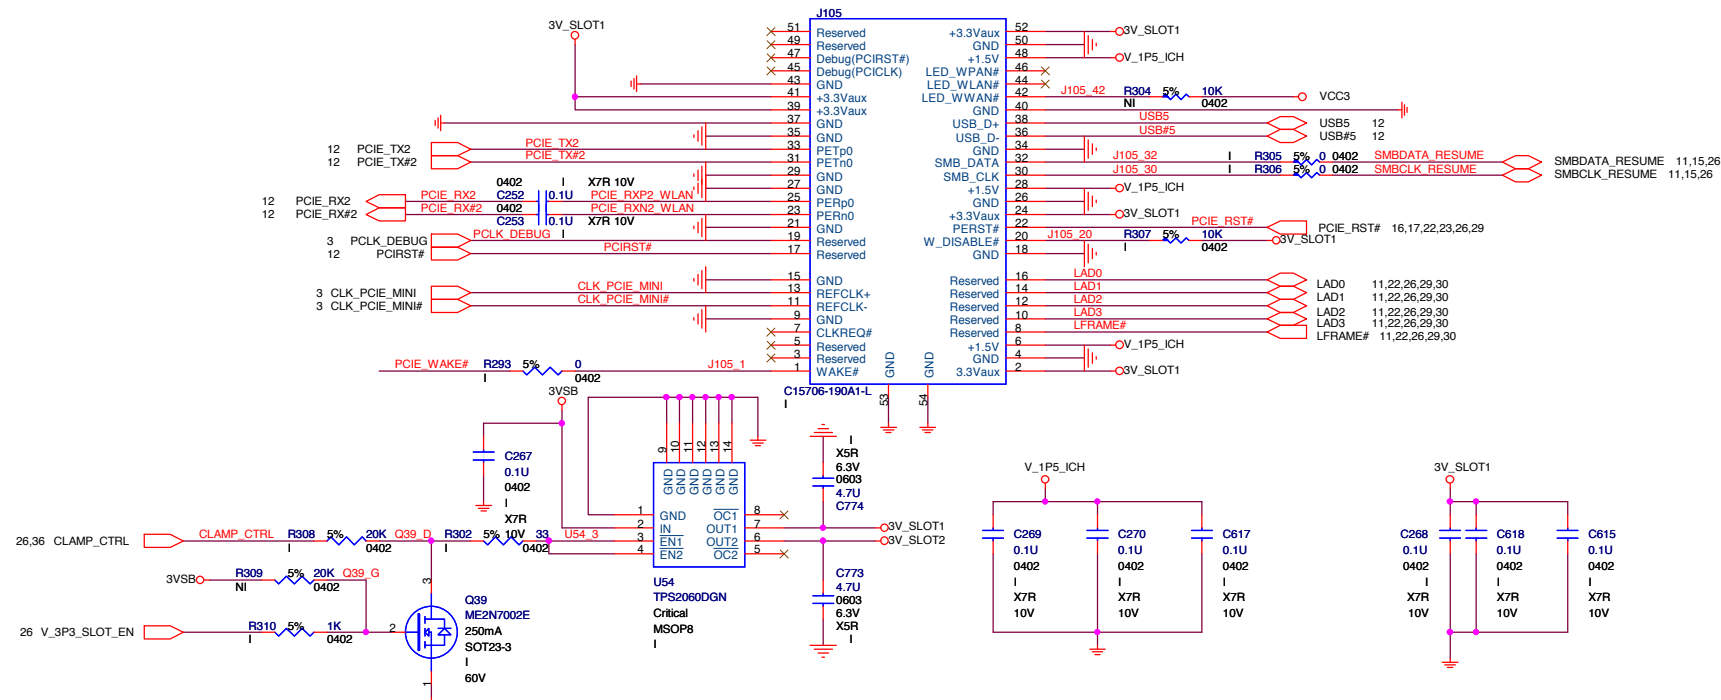 J105
3V_SLOT1
51 Reserved
49 Reserved
47 Debug(PCIRST#)
45 Debug(PCICLK)
43 GND
41 +3.3Vaux
39 +3.3Vaux
37 GND
35 GND
33 PETp0
31 PETn0
29 GND
27 GND
25 PERp0
23 PERn0
21 GND
19 Reserved
17 Reserved
15 GND
13 REFCLK+
11 REFCLK-
9 GND
7 CLKREQ#
5 Reserved
3 Reserved
1 WAKE#
+3.3Vaux 52 3V_SLOT1
GND 50
+1.5V 48 V_1P5_ICH
LED_WPAN# 46
LED_WLAN# 44
LED_WWAN# 42 J105_42 R304 5% 10K VCC3
NI 0402
GND 40
USB_D+ 38 USB5 USB5 12
USB_D- 36 USB#5 USB#5 12
GND 34
SMB_DATA 32 J105_32 I R305 5% 0 0402 SMBDATA_RESUME SMBDATA_RESUME 11,15,26
SMB_CLK 30 J105_30 I R306 5% 0 0402 SMBCLK_RESUME SMBCLK_RESUME 11,15,26
+1.5V 28 V_1P5_ICH
GND 26
+3.3Vaux 24 3V_SLOT1
PERST# 22 PCIE_RST# PCIE_RST# 16,17,22,23,26,29
W_DISABLE# 20 J105_20 R307 5% 10K 3V_SLOT1
I 0402
GND 18
Reserved 16 LAD0 LAD0 11,22,26,29,30
Reserved 14 LAD1 LAD1 11,22,26,29,30
Reserved 12 LAD2 LAD2 11,22,26,29,30
Reserved 10 LAD3 LAD3 11,22,26,29,30
Reserved 8 LFRAME# LFRAME# 11,22,26,29,30
+1.5V 6 V_1P5_ICH
GND 4
3.3Vaux 2 3V_SLOT1
GND 53
GND 54
C15706-190A1-L
I
12 PCIE_TX2 PCIE_TX2
12 PCIE_TX#2 PCIE_TX#2
0402 I X7R 10V
12 PCIE_RX2 PCIE_RX2 C252 0.1U PCIE_RXP2_WLAN
12 PCIE_RX#2 PCIE_RX#2 0402 PCIE_RXN2_WLAN
C253 0.1U X7R 10V
I
3 PCLK_DEBUG PCLK_DEBUG
12 PCIRST# PCIRST#
3 CLK_PCIE_MINI CLK_PCIE_MINI
3 CLK_PCIE_MINI# CLK_PCIE_MINI#
PCIE_WAKE# R293 5% 0 J105_1
I 0402
3VSB
C267
0.1U
0402
I
X7R
10V
9 GND
10 GND
11 GND
12 GND
13 GND
14 GND
1 GND
2 IN
3 EN1
4 EN2
OC1 8
OUT1 7
OUT2 6
OC2 5
U54
TPS2060DGN
Critical
MSOP8
I
I
X5R
6.3V
0603
4.7U
C774
3V_SLOT1
3V_SLOT2
C773
4.7U
0603
6.3V
X5R
I
26,36 CLAMP_CTRL CLAMP_CTRL R308 5% 20K Q39_D R302 5% 33 U54_3
I 0402 I 0402
3VSB R309 5% 20K Q39_G
NI 0402
26 V_3P3_SLOT_EN R310 5% 1K
I 0402
3
2
1
Q39
ME2N7002E
250mA
SOT23-3
I
60V
V_1P5_ICH
C269
0.1U
0402
I
X7R
10V
C270
0.1U
0402
I
X7R
10V
C617
0.1U
0402
I
X7R
10V
3V_SLOT1
C268
0.1U
0402
I
X7R
10V
C618
0.1U
0402
I
X7R
10V
C615
0.1U
0402
I
X7R
10V